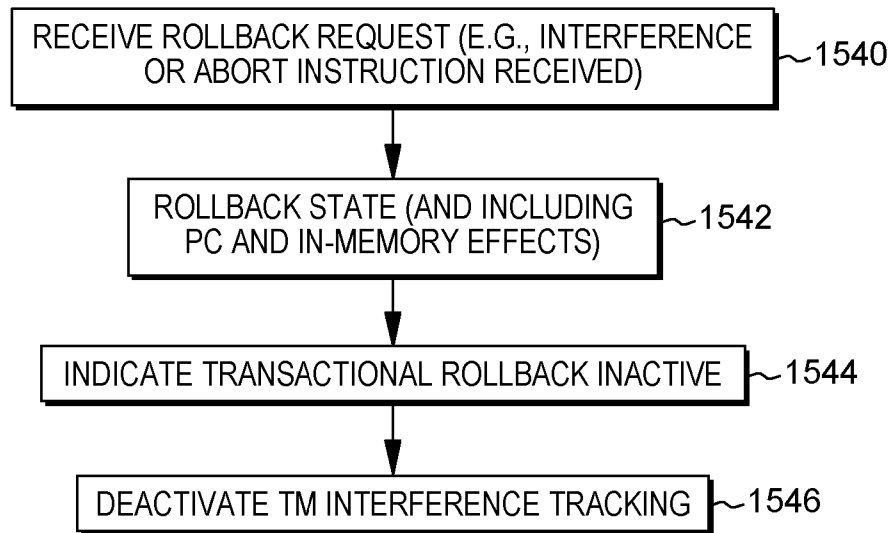 RECEIVE ROLLBACK REQUEST (E.G., INTERFERENCE
OR ABORT INSTRUCTION RECEIVED)
1540
ROLLBACK STATE (AND INCLUDING
PC AND IN-MEMORY EFFECTS)
1542
INDICATE TRANSACTIONAL ROLLBACK INACTIVE
1544
DEACTIVATE TM INTERFERENCE TRACKING
1546